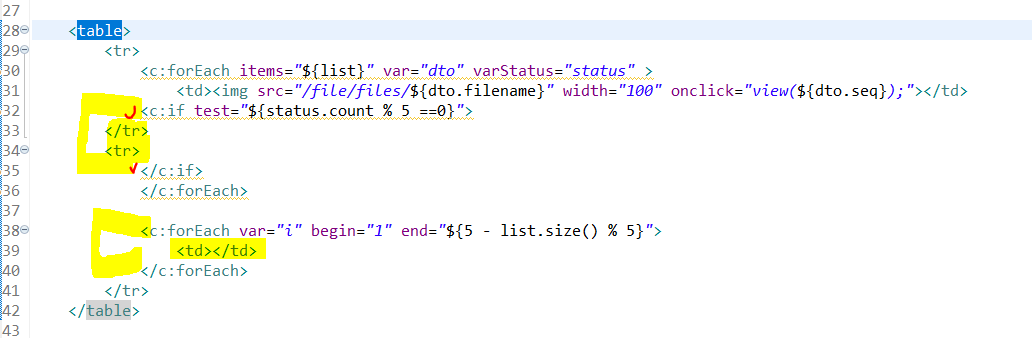 27
28 <table>
29 <tr>
30 <c:forEach items="${list}" var="dto" varStatus="status" >
31 <td><img src="/file/files/${dto.filename}" width="100" onclick="view(${dto.seq});"></td>
32 <c:if test="${status.count % 5 ==0}">
33 </tr>
34 <tr>
35 </c:if>
36 </c:forEach>
37
38 <c:forEach var="i" begin="1" end="${5 - list.size() % 5}">
39 <td></td>
40 </c:forEach>
41 </tr>
42 </table>
43